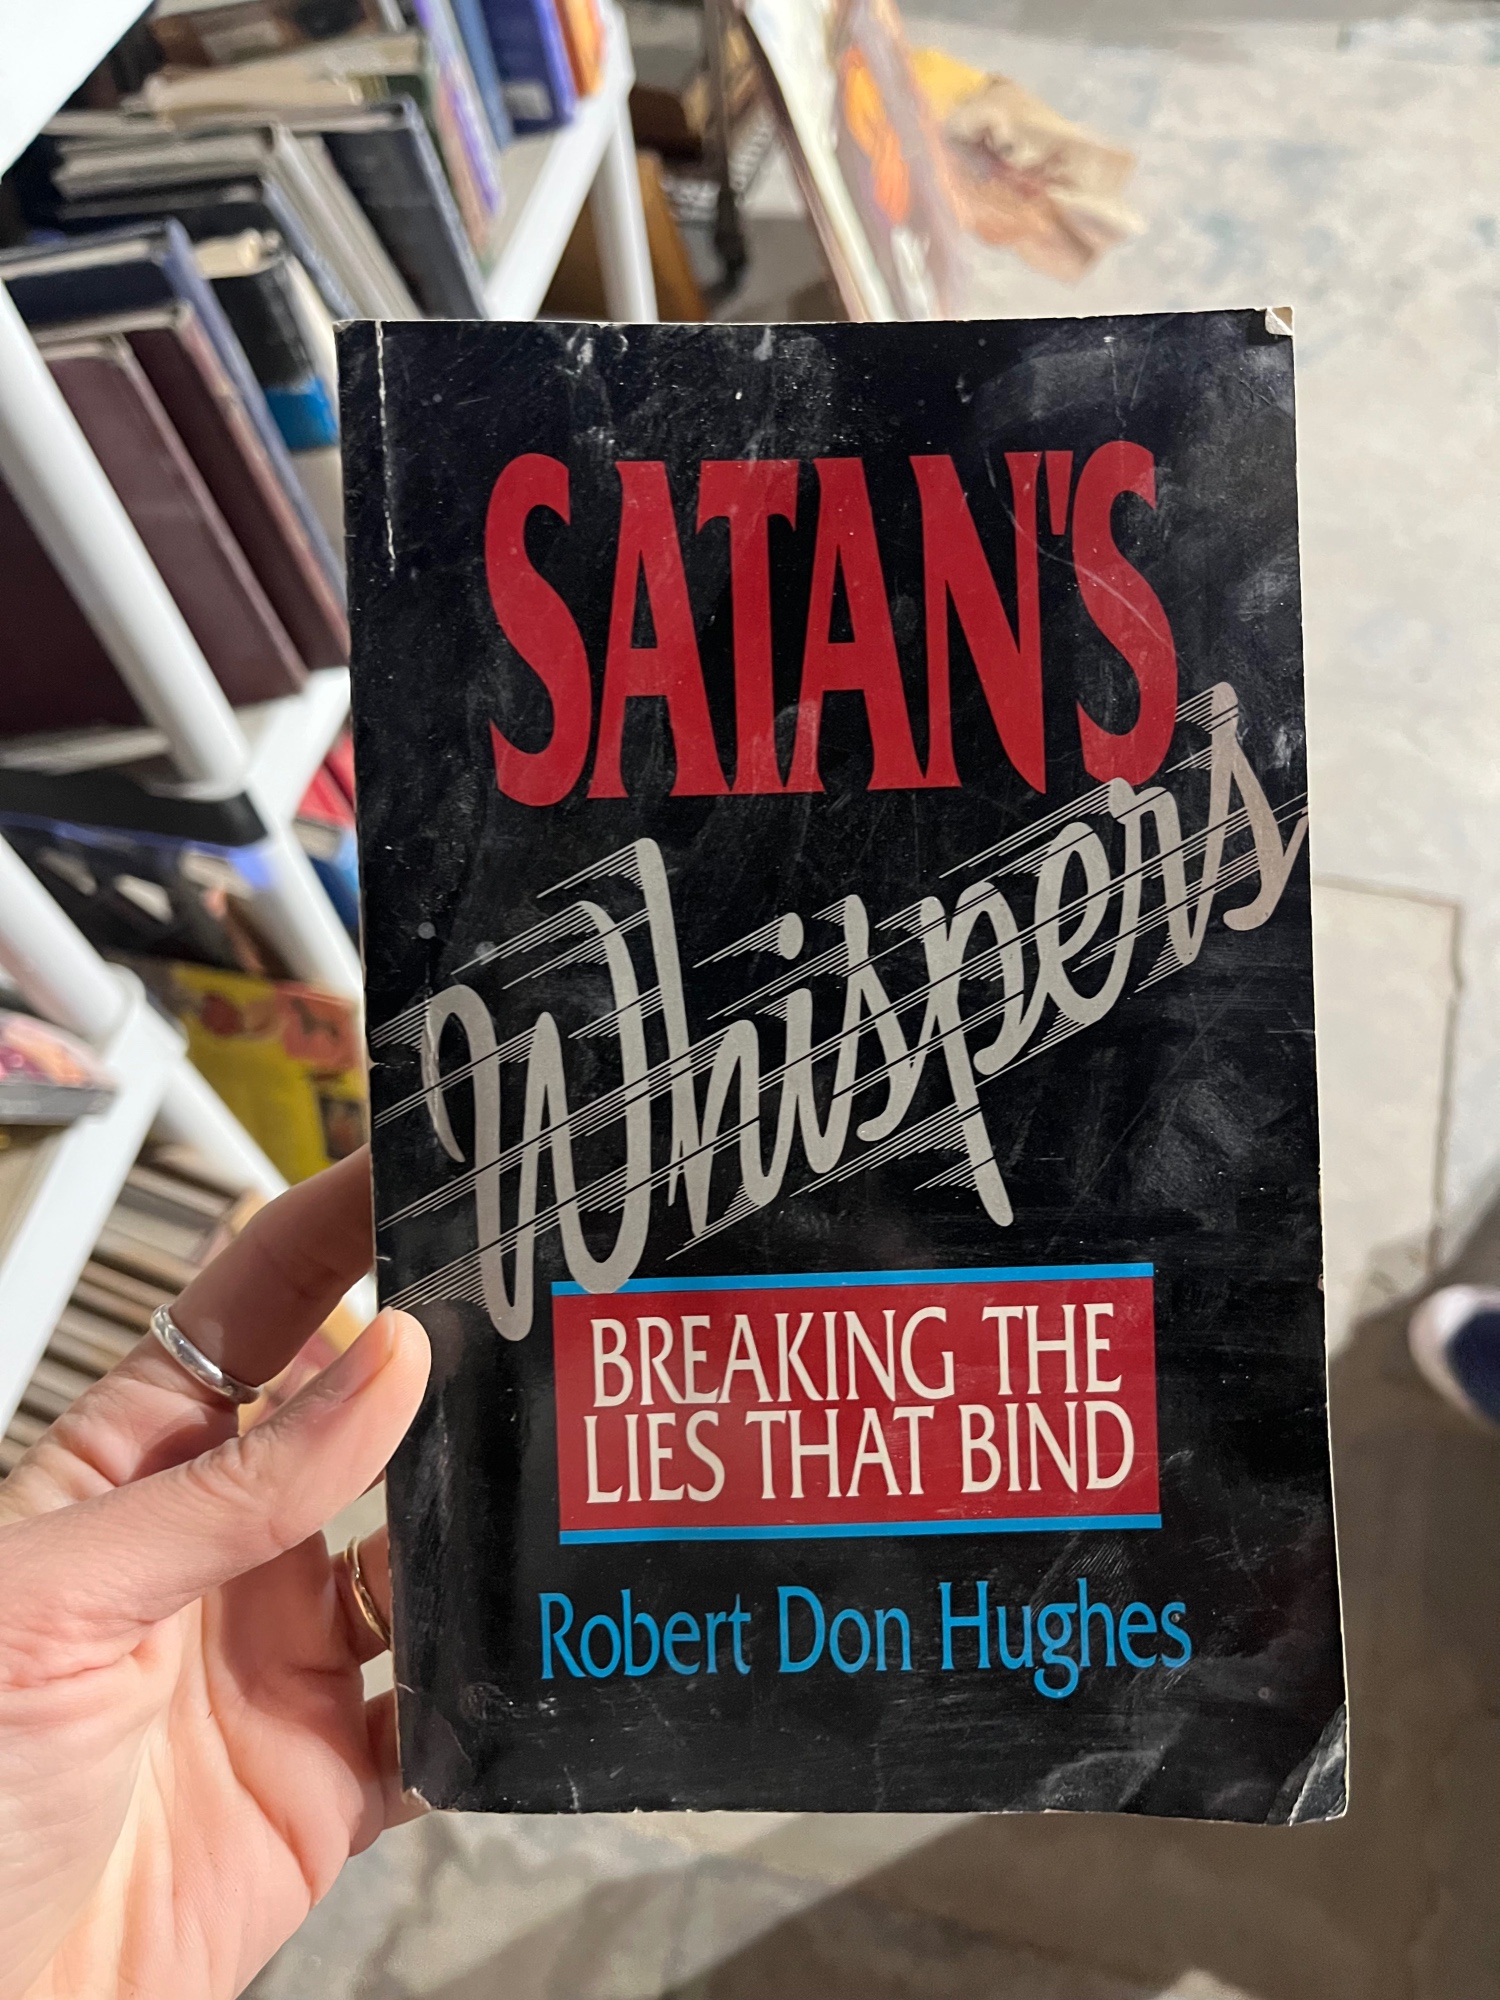 SATAN'S
Whispers
BREAKING THE
LIES THAT BIND
Robert Don Hughes